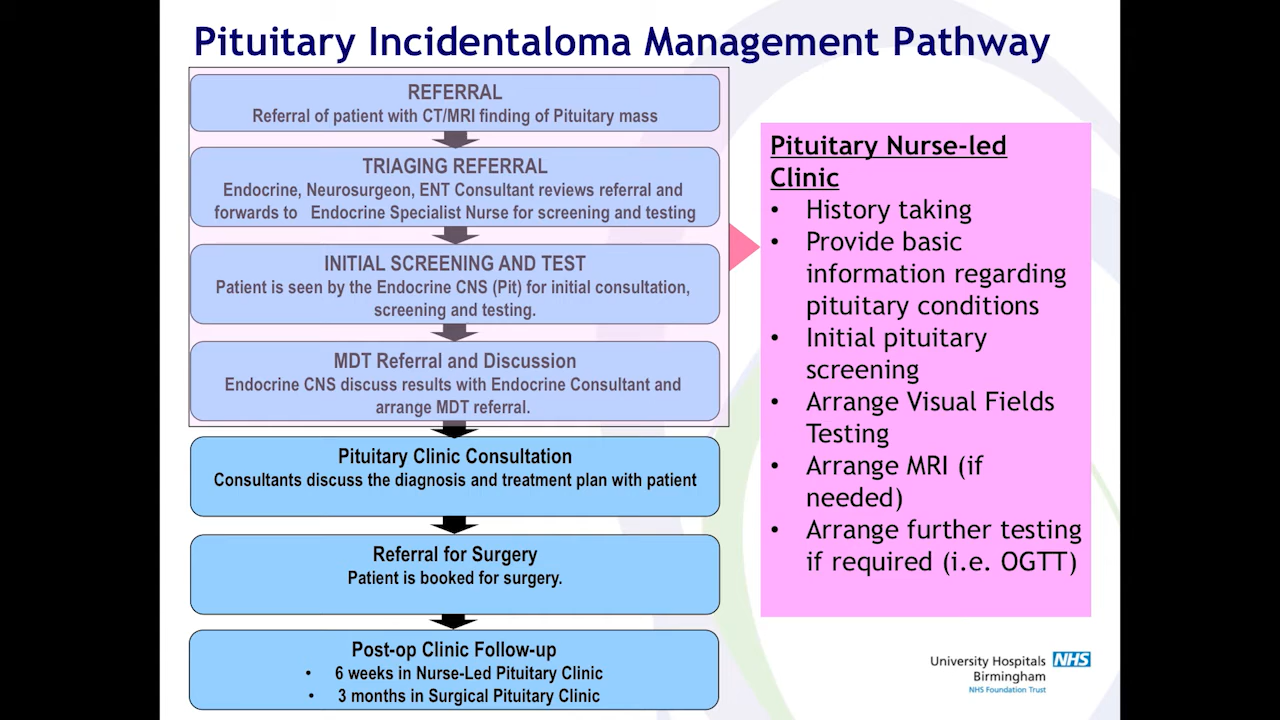 Pituitary Incidentaloma Management Pathway
REFERRAL
Referral of patient with CT/MRI finding of Pituitary mass
TRIAGING REFERRAL
Endocrine, Neurosurgeon, ENT Consultant reviews referral and
forwards to Endocrine Specialist Nurse for screening and testing
INITIAL SCREENING AND TEST
Patient is seen by the Endocrine CNS (Pit) for initial consultation,
screening and testing.
MDT Referral and Discussion
Endocrine CNS discuss results with Endocrine Consultant and
arrange MDT referral.
Pituitary Clinic Consultation
Consultants discuss the diagnosis and treatment plan with patient
Referral for Surgery
Patient is booked for surgery.
Post-op Clinic Follow-up
• 6 weeks in Nurse-Led Pituitary Clinic
• 3 months in Surgical Pituitary Clinic
Pituitary Nurse-led
Clinic
• History taking
• Provide basic
information regarding
pituitary conditions
• Initial pituitary
screening
• Arrange Visual Fields
Testing
• Arrange MRI (if
needed)
• Arrange further testing
if required (i.e. OGTT)
University Hospitals NHS
Birmingham
NHS Foundation Trust